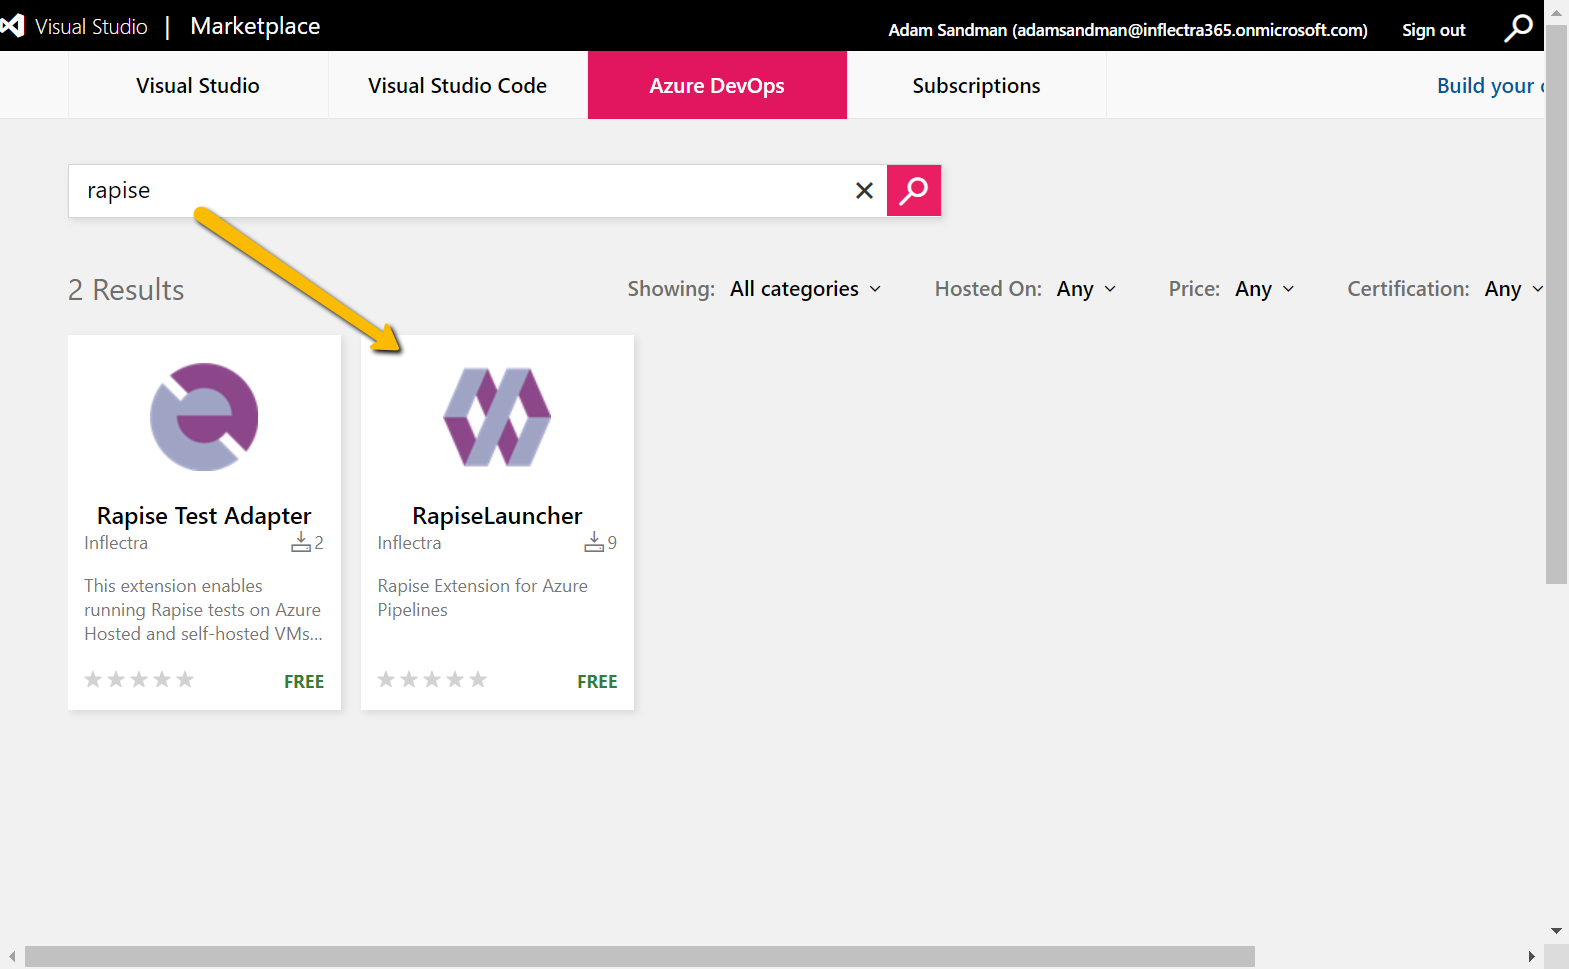 Visual Studio | Marketplace
Adam Sandman (adamsandman@inflectra365.onmicrosoft.com) Sign out
Visual Studio Visual Studio Code Azure DevOps Subscriptions Build your
rapise
2 Results Showing: All categories Hosted On: Any Price: Any Certification: Any
Rapise Test Adapter
Inflectra 2
This extension enables
running Rapise tests on Azure
Hosted and self-hosted VMs...
FREE
RapiseLauncher
Inflectra 9
Rapise Extension for Azure
Pipelines
FREE